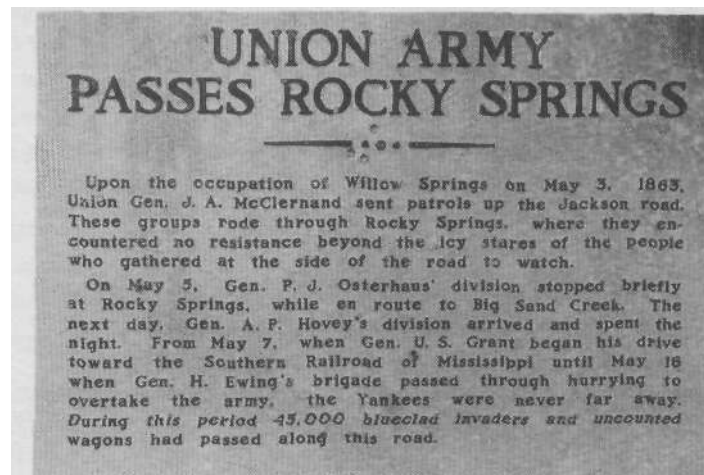 UNION ARMY
PASSES ROCKY SPRINGS
Upon the occupation of Willow Springs on May 3, 1863,
Union Gen. J. A. McClernand sent patrols up the Jackson road.
These groups rode through Rocky Springs, where they en-
countered no resistance beyond the icy stares of the people
who gathered at the side of the road to watch.
On May 5, Gen. P. J. Osterhaus' division stopped briefly
at Rocky Springs, while en route to Big Sand Creek. The
next day, Gen. A. P. Hovey's division arrived and spent the
night. From May 7, when Gen. U. S. Grant began his drive
toward the Southern Railroad of Mississippi until May 16
when Gen. H. Ewing's brigade passed through hurrying to
overtake the army, the Yankees were never far away.
During this period 45,000 blueclad invaders and uncounted
wagons had passed along this road.